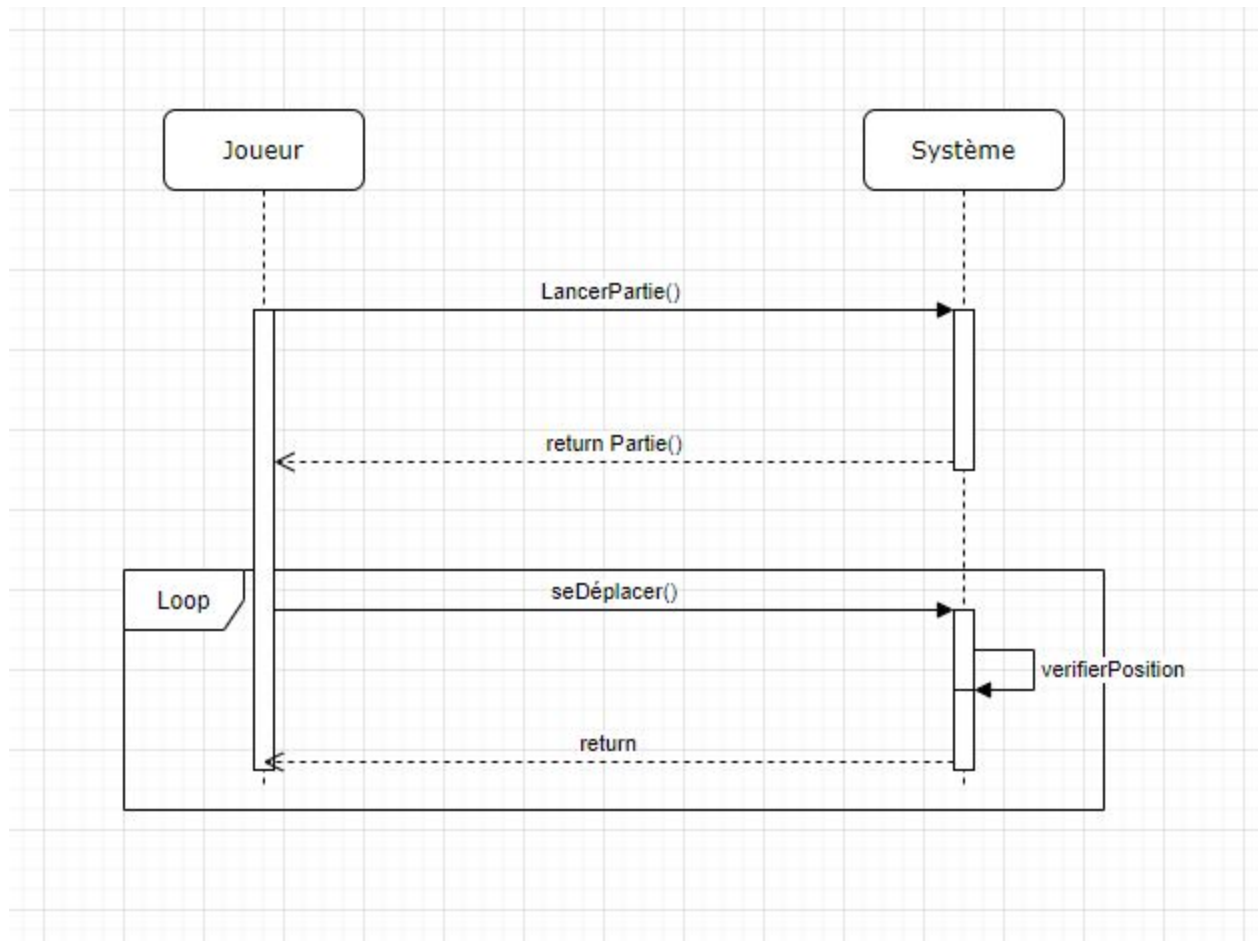 Joueur
Système
LancerPartie()
return Partie()
Loop
seDéplacer()
verifierPosition
return